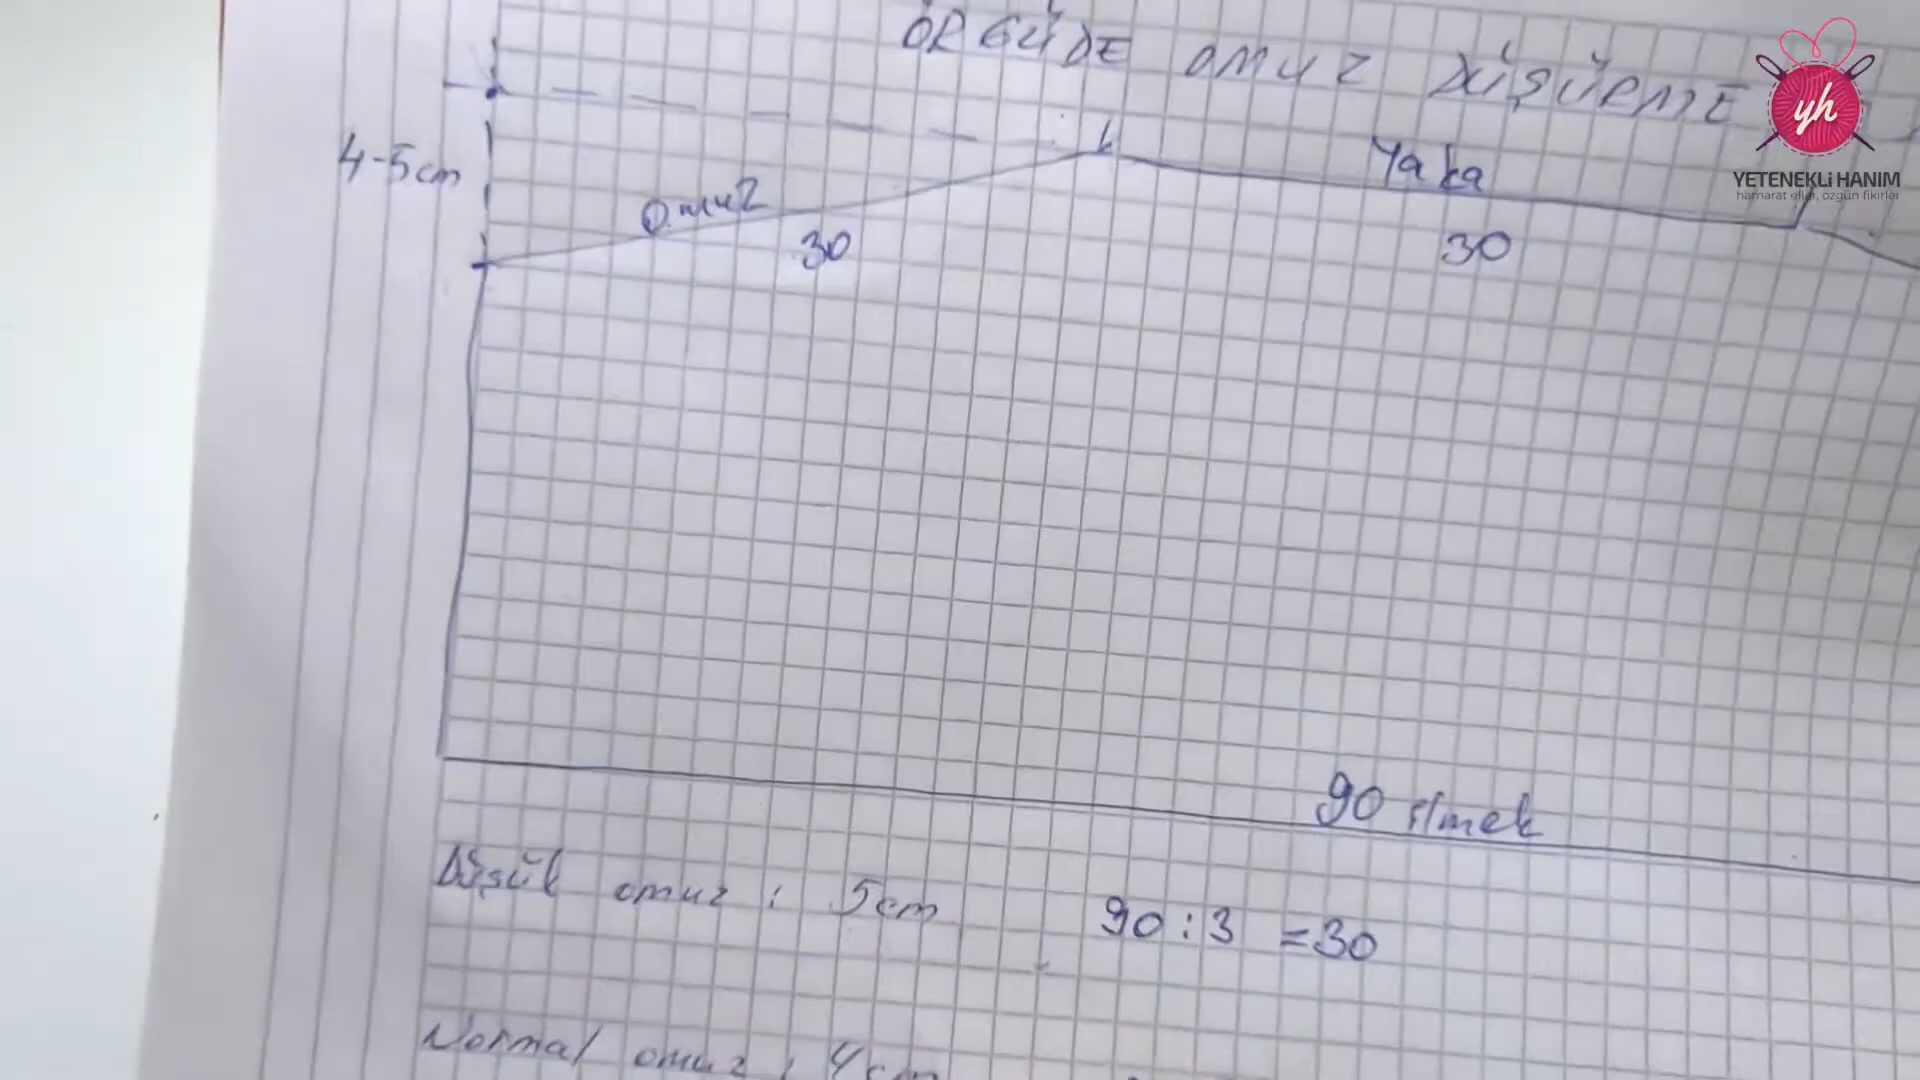 ÖRGÜDE OMUZ DÜŞÜRME
yh
YETENEKLİ HANIM
hamarat eller, özgün fikirler
4-5cm
Omuz
30
Yaka
30
90 ilmek
Düşük omuz : 5cm
90 : 3 = 30
Normal omuz : 4cm